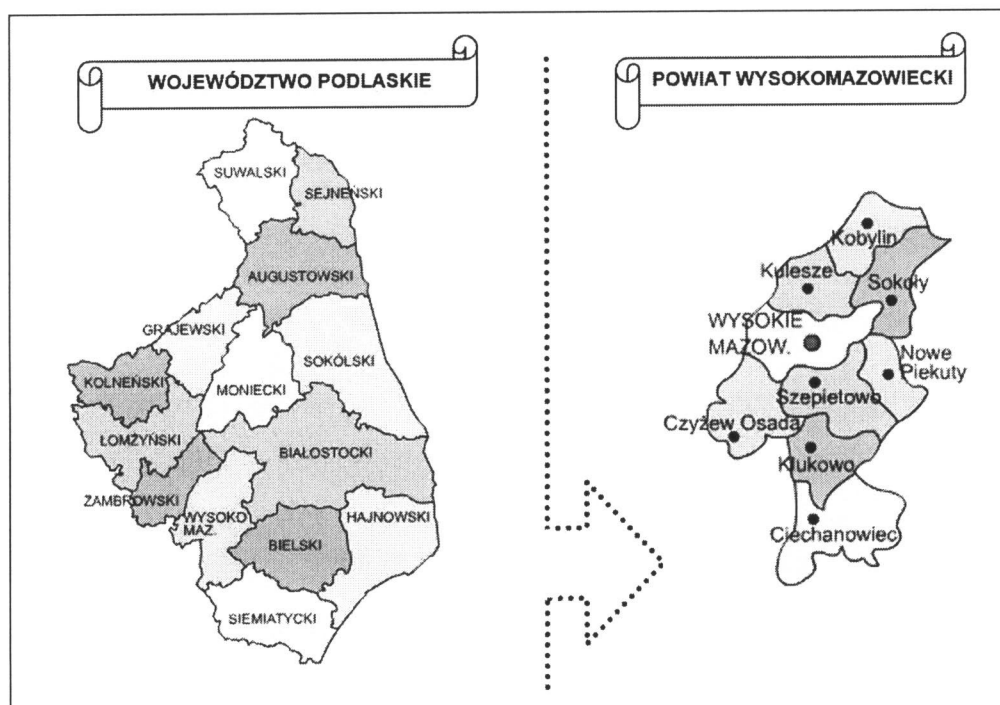 WOJEWÓDZTWO PODLASKIE
SUWALSKI
SEJNEŃSKI
AUGUSTOWSKI
GRAJEWSKI
SOKÓLSKI
KOLNEŃSKI
MONIECKI
ŁOMŻYŃSKI
BIAŁOSTOCKI
ZAMBROWSKI
WYSOKO
MAZ.
HAJNOWSKI
BIELSKI
SIEMIATYCKI
POWIAT WYSOKOMAZOWIECKI
Kobylin
Kulesze
Sokoły
WYSOKIE
MAZOW.
Nowe
Piekuty
Szepietowo
Czyżew Osada
Klukowo
Ciechanowiec